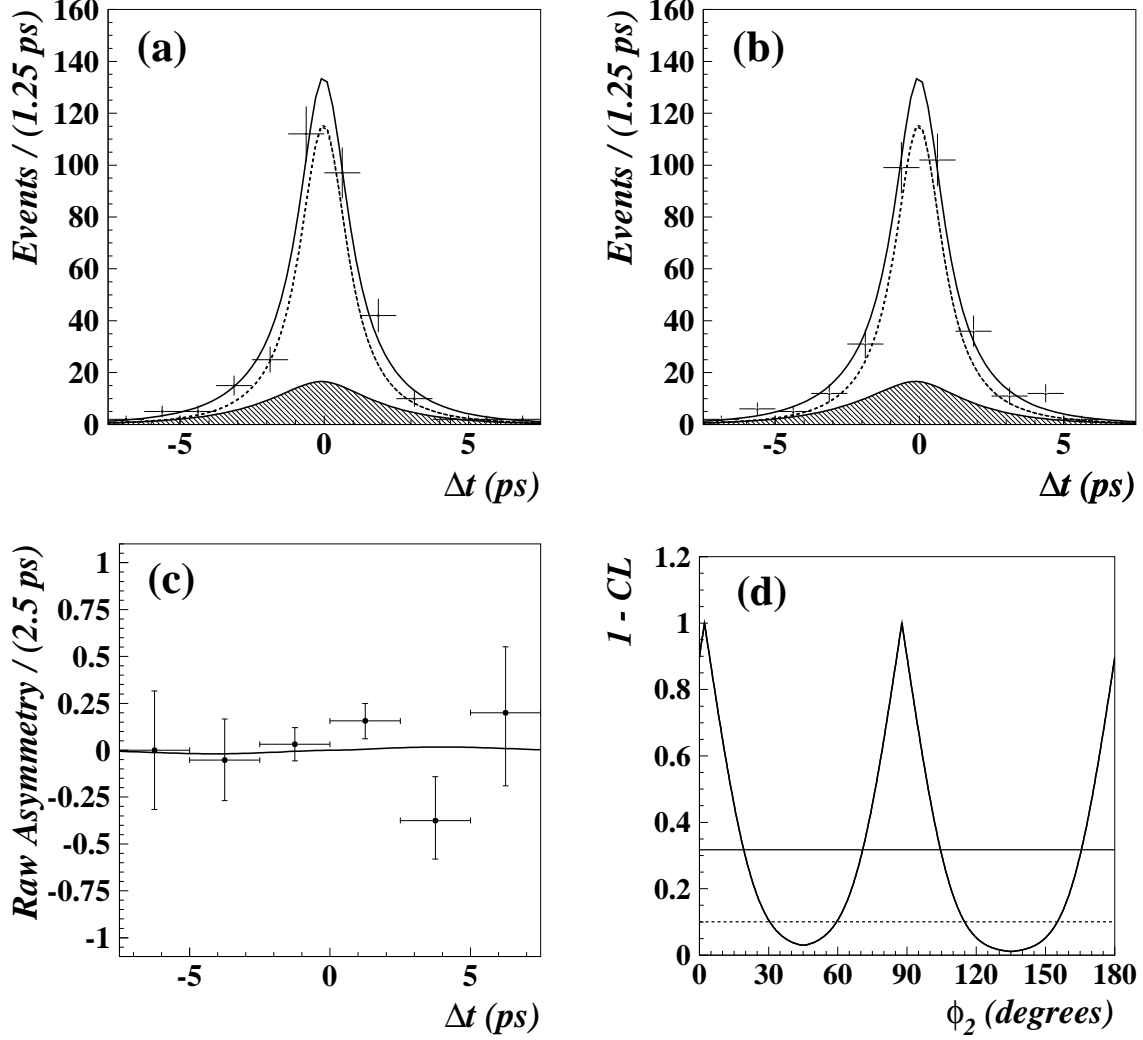 (a)
Events / (1.25 ps)
160
140
120
100
80
60
40
20
0
-5 0 5
Δt (ps)
(b)
Events / (1.25 ps)
160
140
120
100
80
60
40
20
0
-5 0 5
Δt (ps)
(c)
Raw Asymmetry / (2.5 ps)
1
0.75
0.5
0.25
0
-0.25
-0.5
-0.75
-1
-5 0 5
Δt (ps)
(d)
1 - CL
1.2
1
0.8
0.6
0.4
0.2
0
0 30 60 90 120 150 180
ϕ2 (degrees)